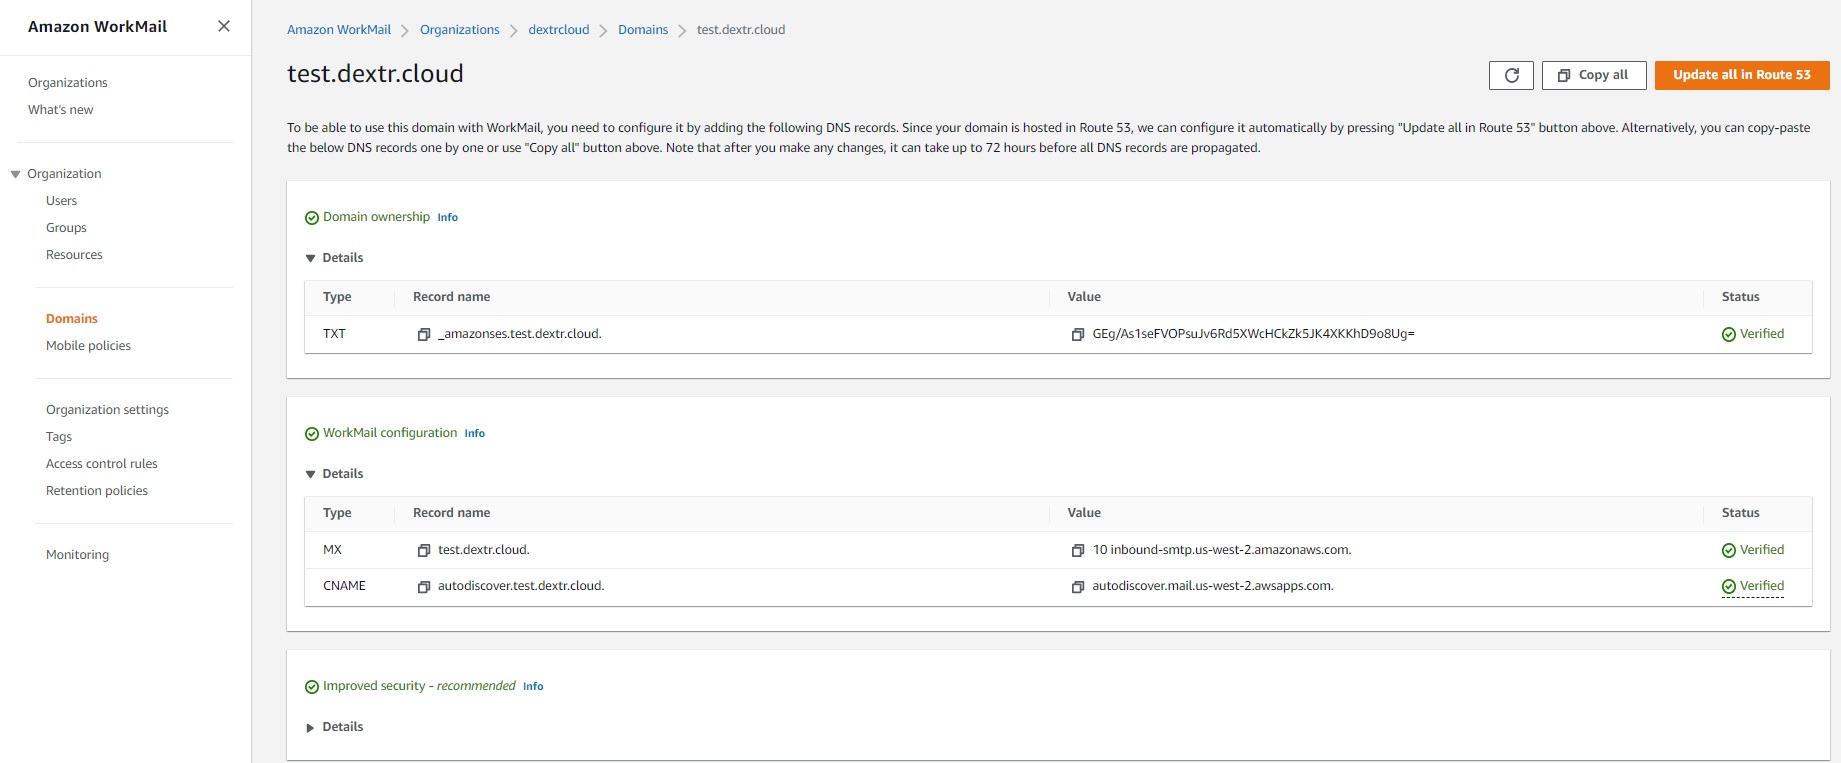 Amazon WorkMail
Organizations
What's new
Organization
Users
Groups
Resources
Domains
Mobile policies
Organization settings
Tags
Access control rules
Retention policies
Monitoring
Amazon WorkMail > Organizations > dextrcloud > Domains > test.dextr.cloud
test.dextr.cloud
Copy all
Update all in Route 53
To be able to use this domain with WorkMail, you need to configure it by adding the following DNS records. Since your domain is hosted in Route 53, we can configure it automatically by pressing "Update all in Route 53" button above. Alternatively, you can copy-paste
the below DNS records one by one or use "Copy all" button above. Note that after you make any changes, it can take up to 72 hours before all DNS records are propagated.
Domain ownership Info
Details
Type Record name Value Status
TXT _amazonses.test.dextr.cloud. GEg/As1seFVOPsuJv6Rd5XWcHCkZk5JK4XKKhD9o8Ug= Verified
WorkMail configuration Info
Details
Type Record name Value Status
MX test.dextr.cloud. 10 inbound-smtp.us-west-2.amazonaws.com. Verified
CNAME autodiscover.test.dextr.cloud. autodiscover.mail.us-west-2.awsapps.com. Verified
Improved security - recommended Info
Details